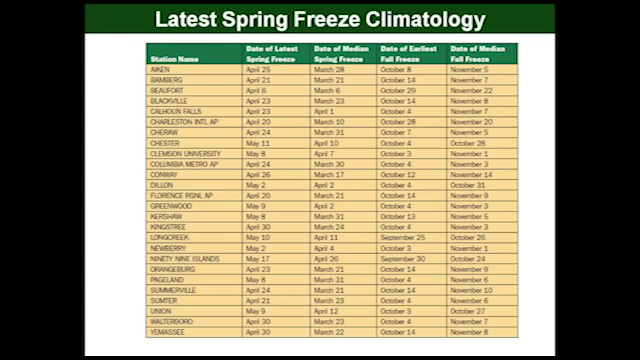 Latest Spring Freeze Climatology
Station Name Date of Latest Spring Freeze Date of Median Spring Freeze Date of Earliest Fall Freeze Date of Median Fall Freeze
AIKEN April 25 March 28 October 8 November 5
BAMBERG April 21 March 21 October 14 November 7
BEAUFORT April 6 March 6 October 29 November 22
BLACKVILLE April 23 March 23 October 14 November 8
CALHOUN FALLS April 23 April 1 October 4 November 7
CHARLESTON INTL AP April 20 March 10 October 28 November 20
CHERAW April 24 March 31 October 7 November 5
CHESTER May 11 April 10 October 4 October 28
CLEMSON UNIVERSITY May 8 April 7 October 3 November 1
COLUMBIA METRO AP April 24 March 30 October 4 November 3
CONWAY April 26 March 17 October 12 November 14
DILLON May 2 April 2 October 4 October 31
FLORENCE RGNL AP April 20 March 21 October 14 November 9
GREENWOOD May 9 April 2 October 4 November 3
KERSHAW May 8 March 31 October 13 November 5
KINGSTREE April 30 March 24 October 4 November 3
LONGCREEK May 10 April 11 September 25 October 26
NEWBERRY May 2 April 4 October 3 November 1
NINETY NINE ISLANDS May 17 April 26 September 30 October 24
ORANGEBURG April 23 March 21 October 14 November 9
PAGELAND May 8 March 31 October 4 November 6
SUMMERVILLE April 24 March 21 October 14 November 10
SUMTER April 21 March 23 October 4 November 6
UNION May 9 April 12 October 3 October 27
WALTERBORO April 30 March 23 October 4 November 7
YEMASSEE April 30 March 22 October 14 November 8